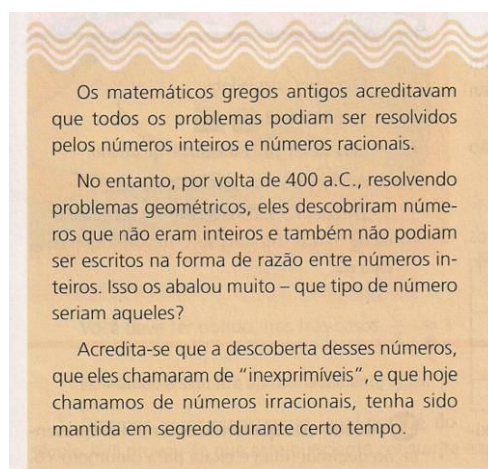 Os matemáticos gregos antigos acreditavam
que todos os problemas podiam ser resolvidos
pelos números inteiros e números racionais.
No entanto, por volta de 400 a.C., resolvendo
problemas geométricos, eles descobriram núme-
ros que não eram inteiros e também não podiam
ser escritos na forma de razão entre números in-
teiros. Isso os abalou muito – que tipo de número
seriam aqueles?
Acredita-se que a descoberta desses números,
que eles chamaram de “inexprimíveis“, e que hoje
chamamos de números irracionais, tenha sido
mantida em segredo durante certo tempo.